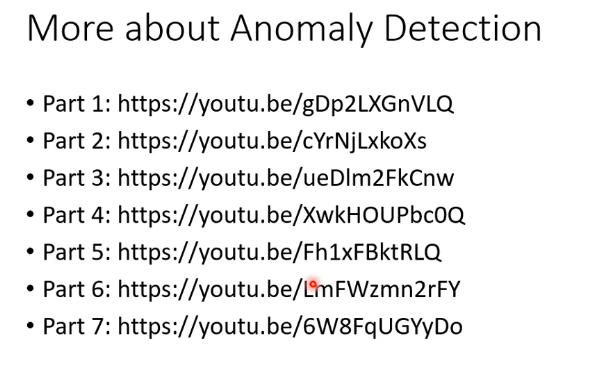 More about Anomaly Detection
• Part 1: https://youtu.be/gDp2LXGnVLQ
• Part 2: https://youtu.be/cYrNjLxkoXs
• Part 3: https://youtu.be/ueDlm2FkCnw
• Part 4: https://youtu.be/XwkHOUPbc0Q
• Part 5: https://youtu.be/Fh1xFBktRLQ
• Part 6: https://youtu.be/LmFWzmn2rFY
• Part 7: https://youtu.be/6W8FqUGYyDo